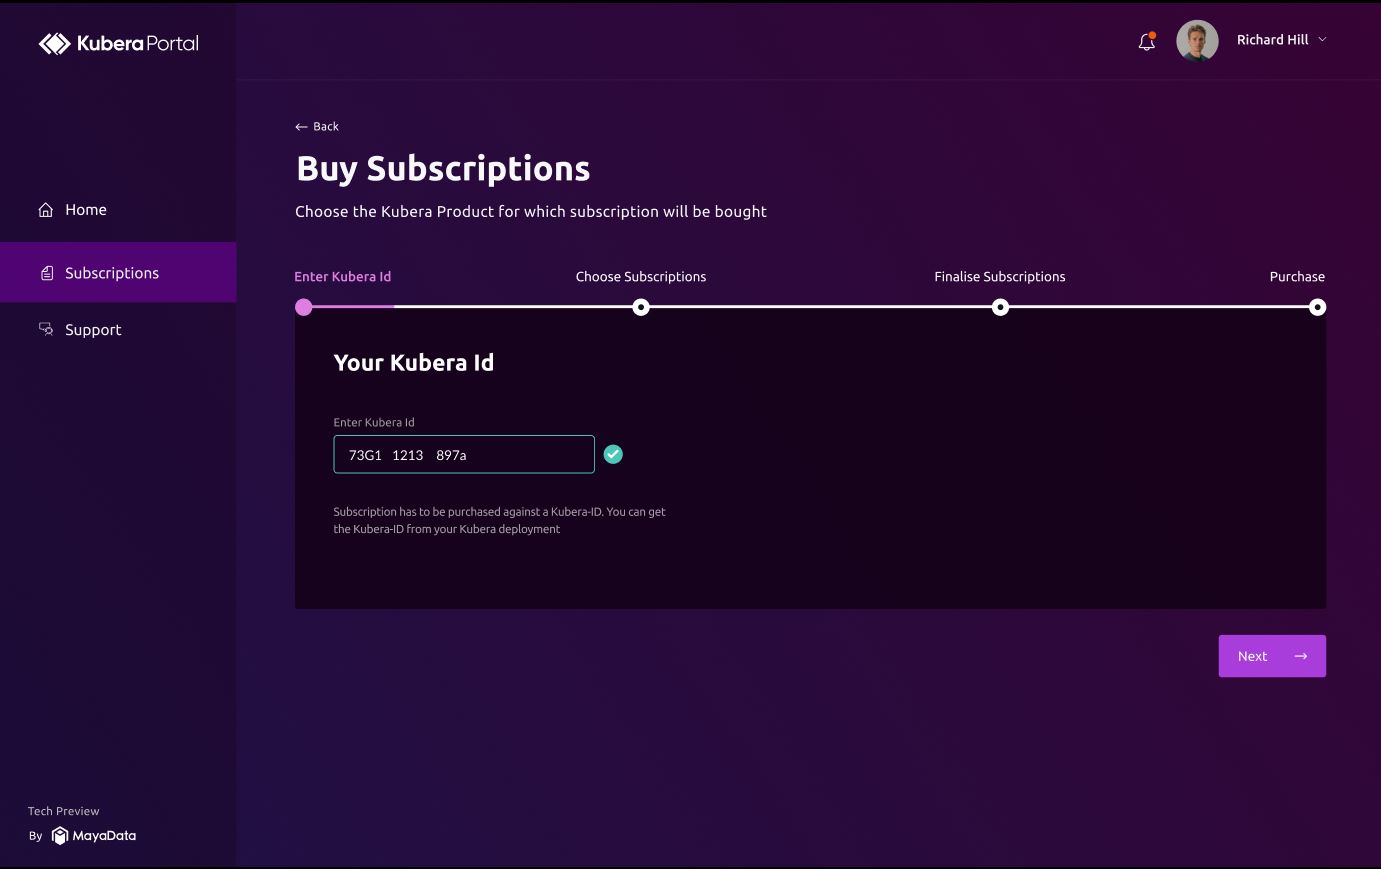 Kubera Portal
Richard Hill
Home
Subscriptions
Support
Back
Buy Subscriptions
Choose the Kubera Product for which subscription will be bought
Enter Kubera Id
Choose Subscriptions
Finalise Subscriptions
Purchase
Your Kubera Id
Enter Kubera Id
73G1 1213 897a
Subscription has to be purchased against a Kubera-ID. You can get
the Kubera-ID from your Kubera deployment
Next
Tech Preview
By MayaData